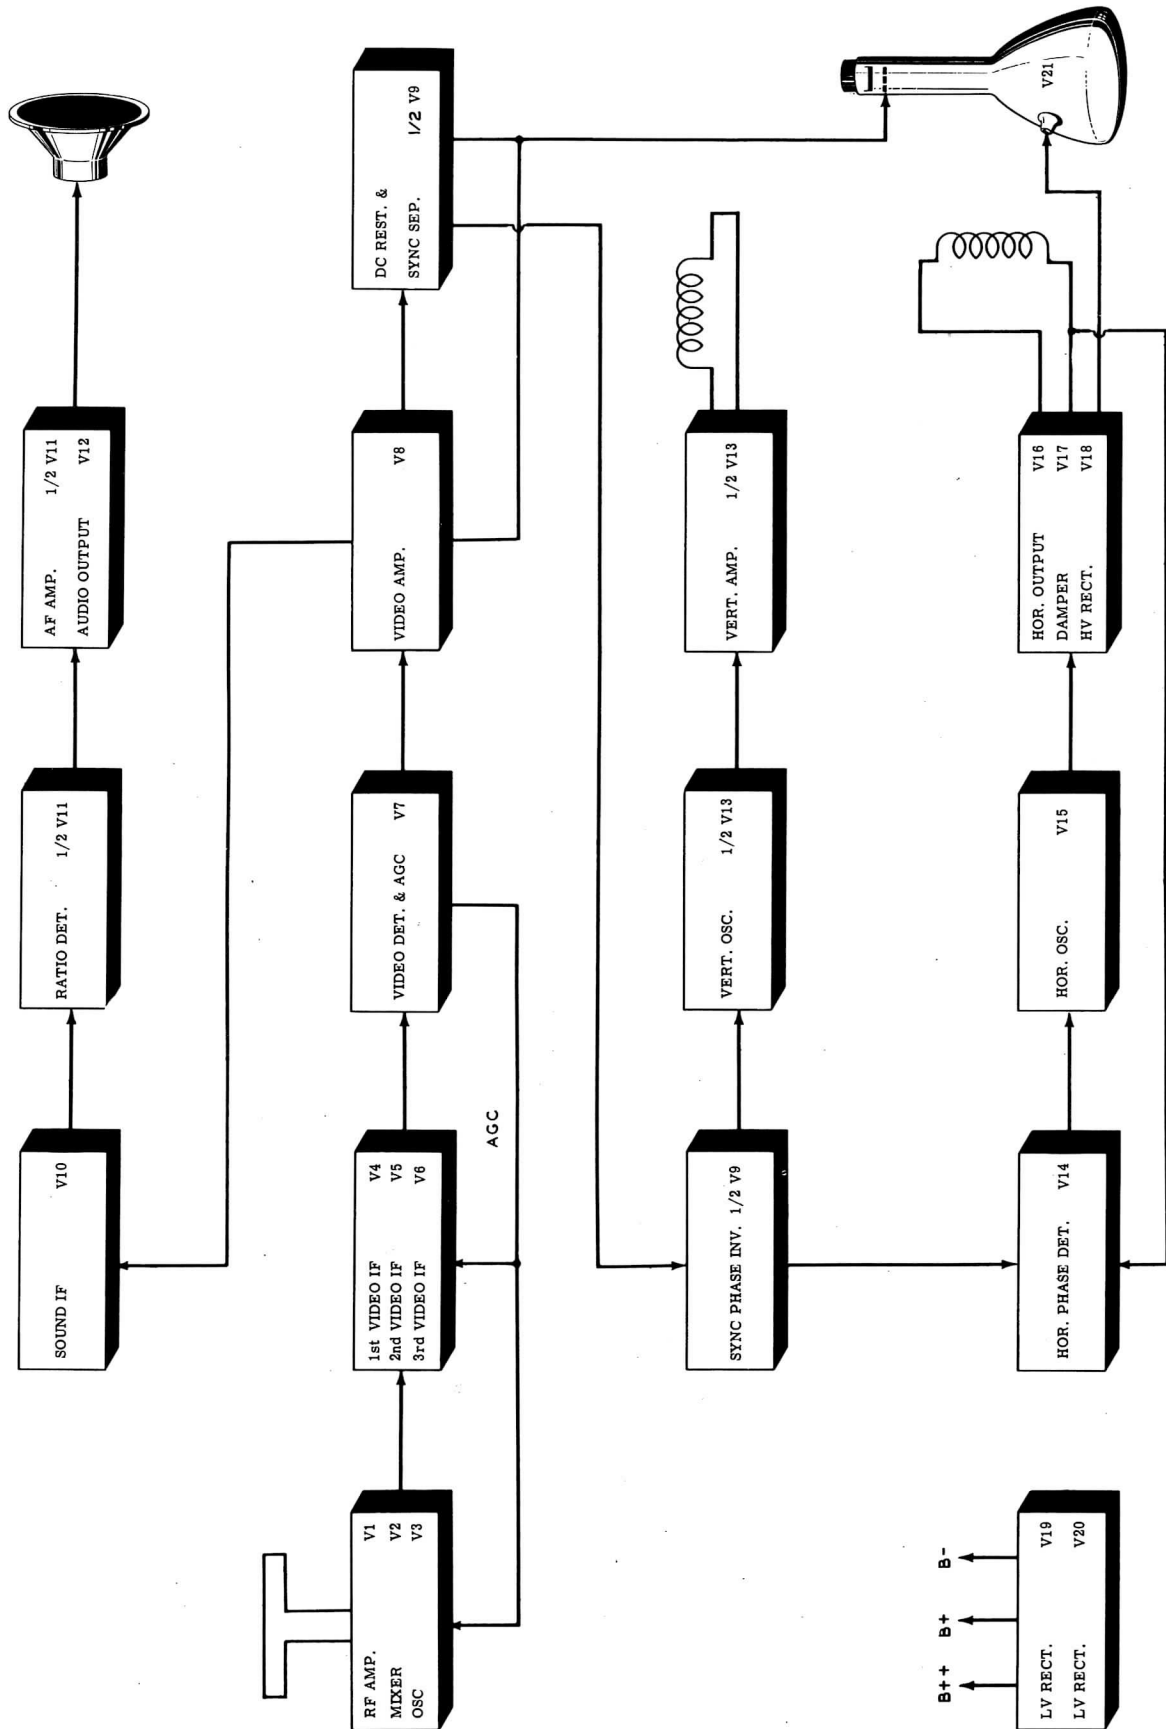 SOUND IF V10
RATIO DET. 1/2 V11
AF AMP. 1/2 V11
AUDIO OUTPUT V12
RF AMP. V1
MIXER V2
OSC V3
1st VIDEO IF V4
2nd VIDEO IF V5
3rd VIDEO IF V6
VIDEO DET. & AGC V7
VIDEO AMP. V8
DC REST. &
SYNC SEP. 1/2 V9
AGC
SYNC PHASE INV. 1/2 V9
VERT. OSC. 1/2 V13
VERT. AMP. 1/2 V13
B++ B+ B-
LV RECT. V19
LV RECT. V20
HOR. PHASE DET. V14
HOR. OSC. V15
HOR. OUTPUT V16
DAMPER V17
HV RECT. V18
V21